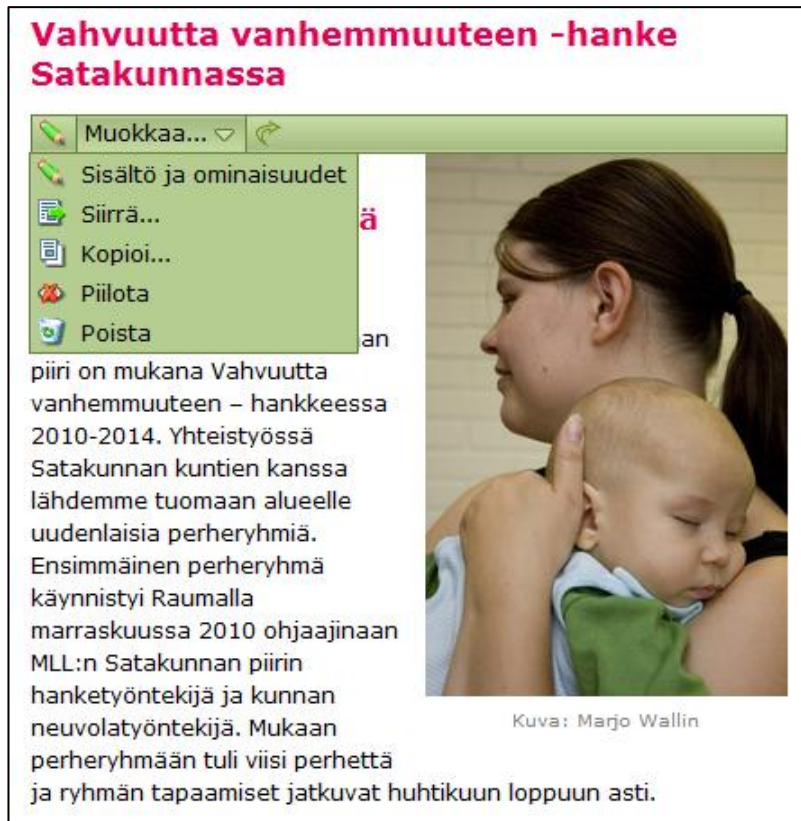 Vahvuutta vanhemmuuteen -hanke
Satakunnassa
Muokkaa...
Sisältö ja ominaisuudet
Siirrä...
Kopioi...
Piilota
Poista
ä
an
piiri on mukana Vahvuutta
vanhemmuuteen – hankkeessa
2010-2014. Yhteistyössä
Satakunnan kuntien kanssa
lähdemme tuomaan alueelle
uudenlaisia perheryhmiä.
Ensimmäinen perheryhmä
käynnistyi Raumalla
marraskuussa 2010 ohjaajinaan
MLL:n Satakunnan piirin
hanketyöntekijä ja kunnan
neuvolatyöntekijä. Mukaan
perheryhmään tuli viisi perhettä
ja ryhmän tapaamiset jatkuvat huhtikuun loppuun asti.
Kuva: Marjo Wallin